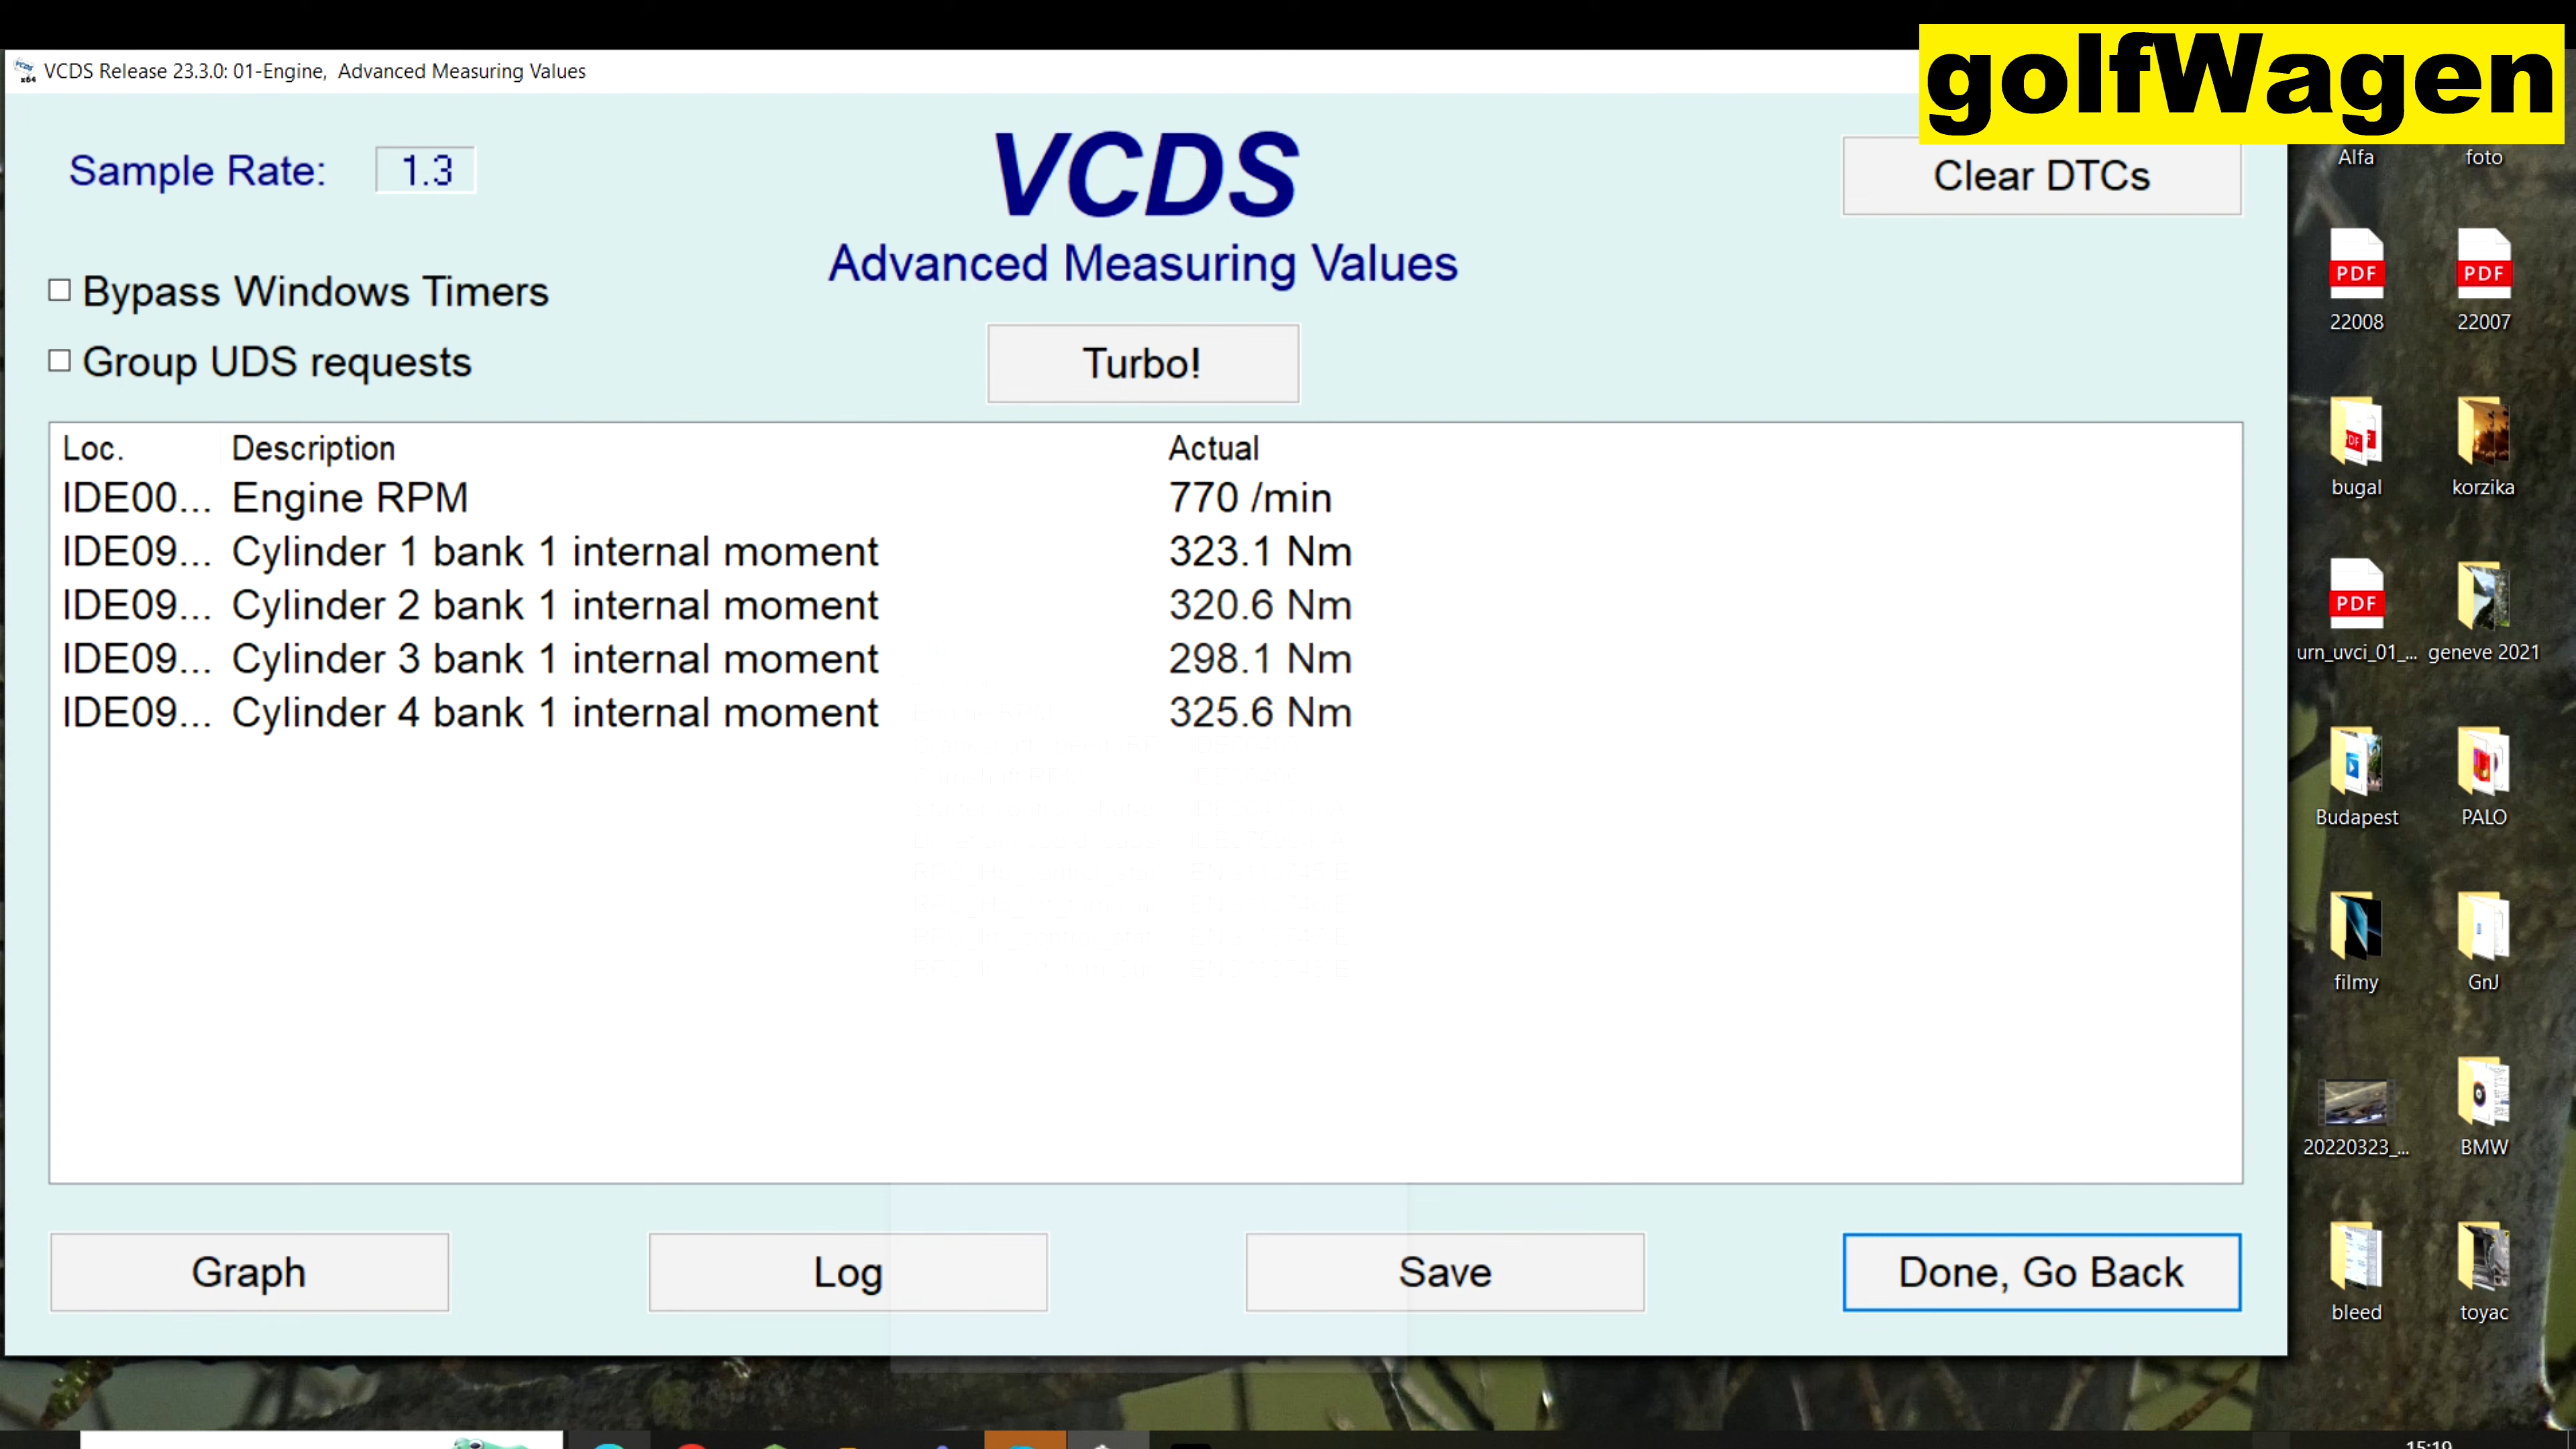 golfWagen
VCDS Release 23.3.0: 01-Engine, Advanced Measuring Values
Sample Rate: 1.3
VCDS
Clear DTCs
Advanced Measuring Values
Bypass Windows Timers
Group UDS requests
Turbo!
Loc. Description Actual
IDE00... Engine RPM 770 /min
IDE09... Cylinder 1 bank 1 internal moment 323.1 Nm
IDE09... Cylinder 2 bank 1 internal moment 320.6 Nm
IDE09... Cylinder 3 bank 1 internal moment 298.1 Nm
IDE09... Cylinder 4 bank 1 internal moment 325.6 Nm
Graph Log Save Done, Go Back
Alfa foto
PDF PDF
22008 22007
bugal korzika
PDF
urn_uvci_01_... geneve 2021
Budapest PALO
filmy GnJ
20220323_... BMW
bleed toyac
15:19